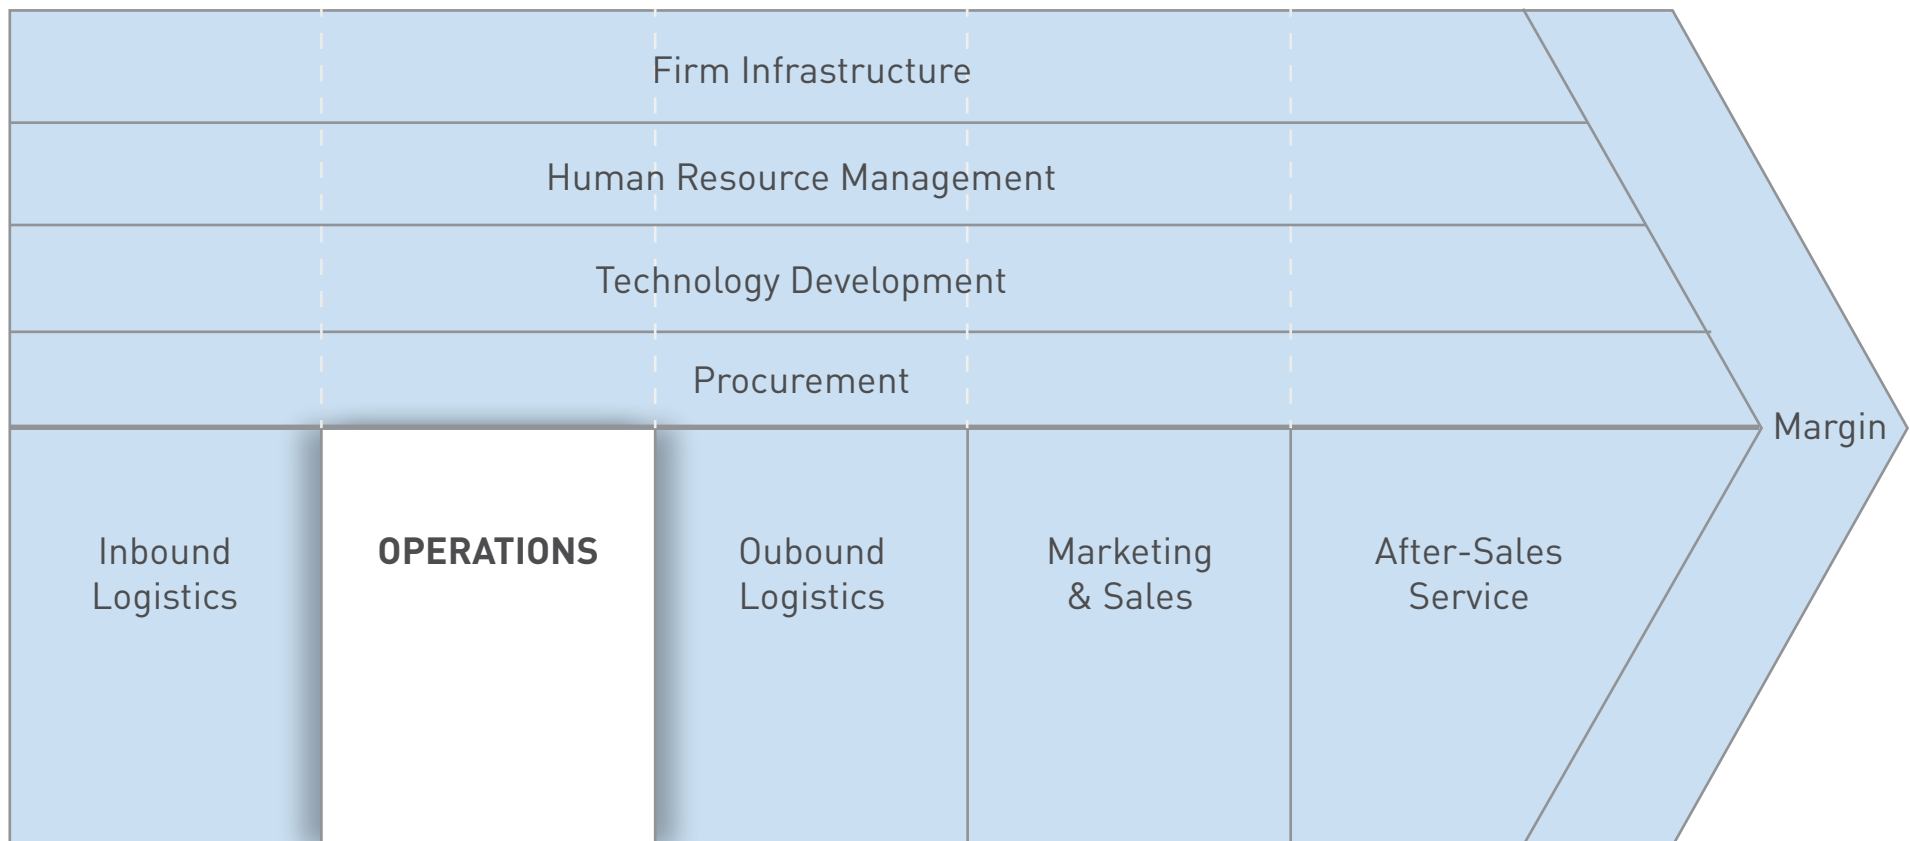 Firm Infrastructure
Human Resource Management
Technology Development
Procurement
Margin
Inbound
Logistics
OPERATIONS
Oubound
Logistics
Marketing
& Sales
After-Sales
Service